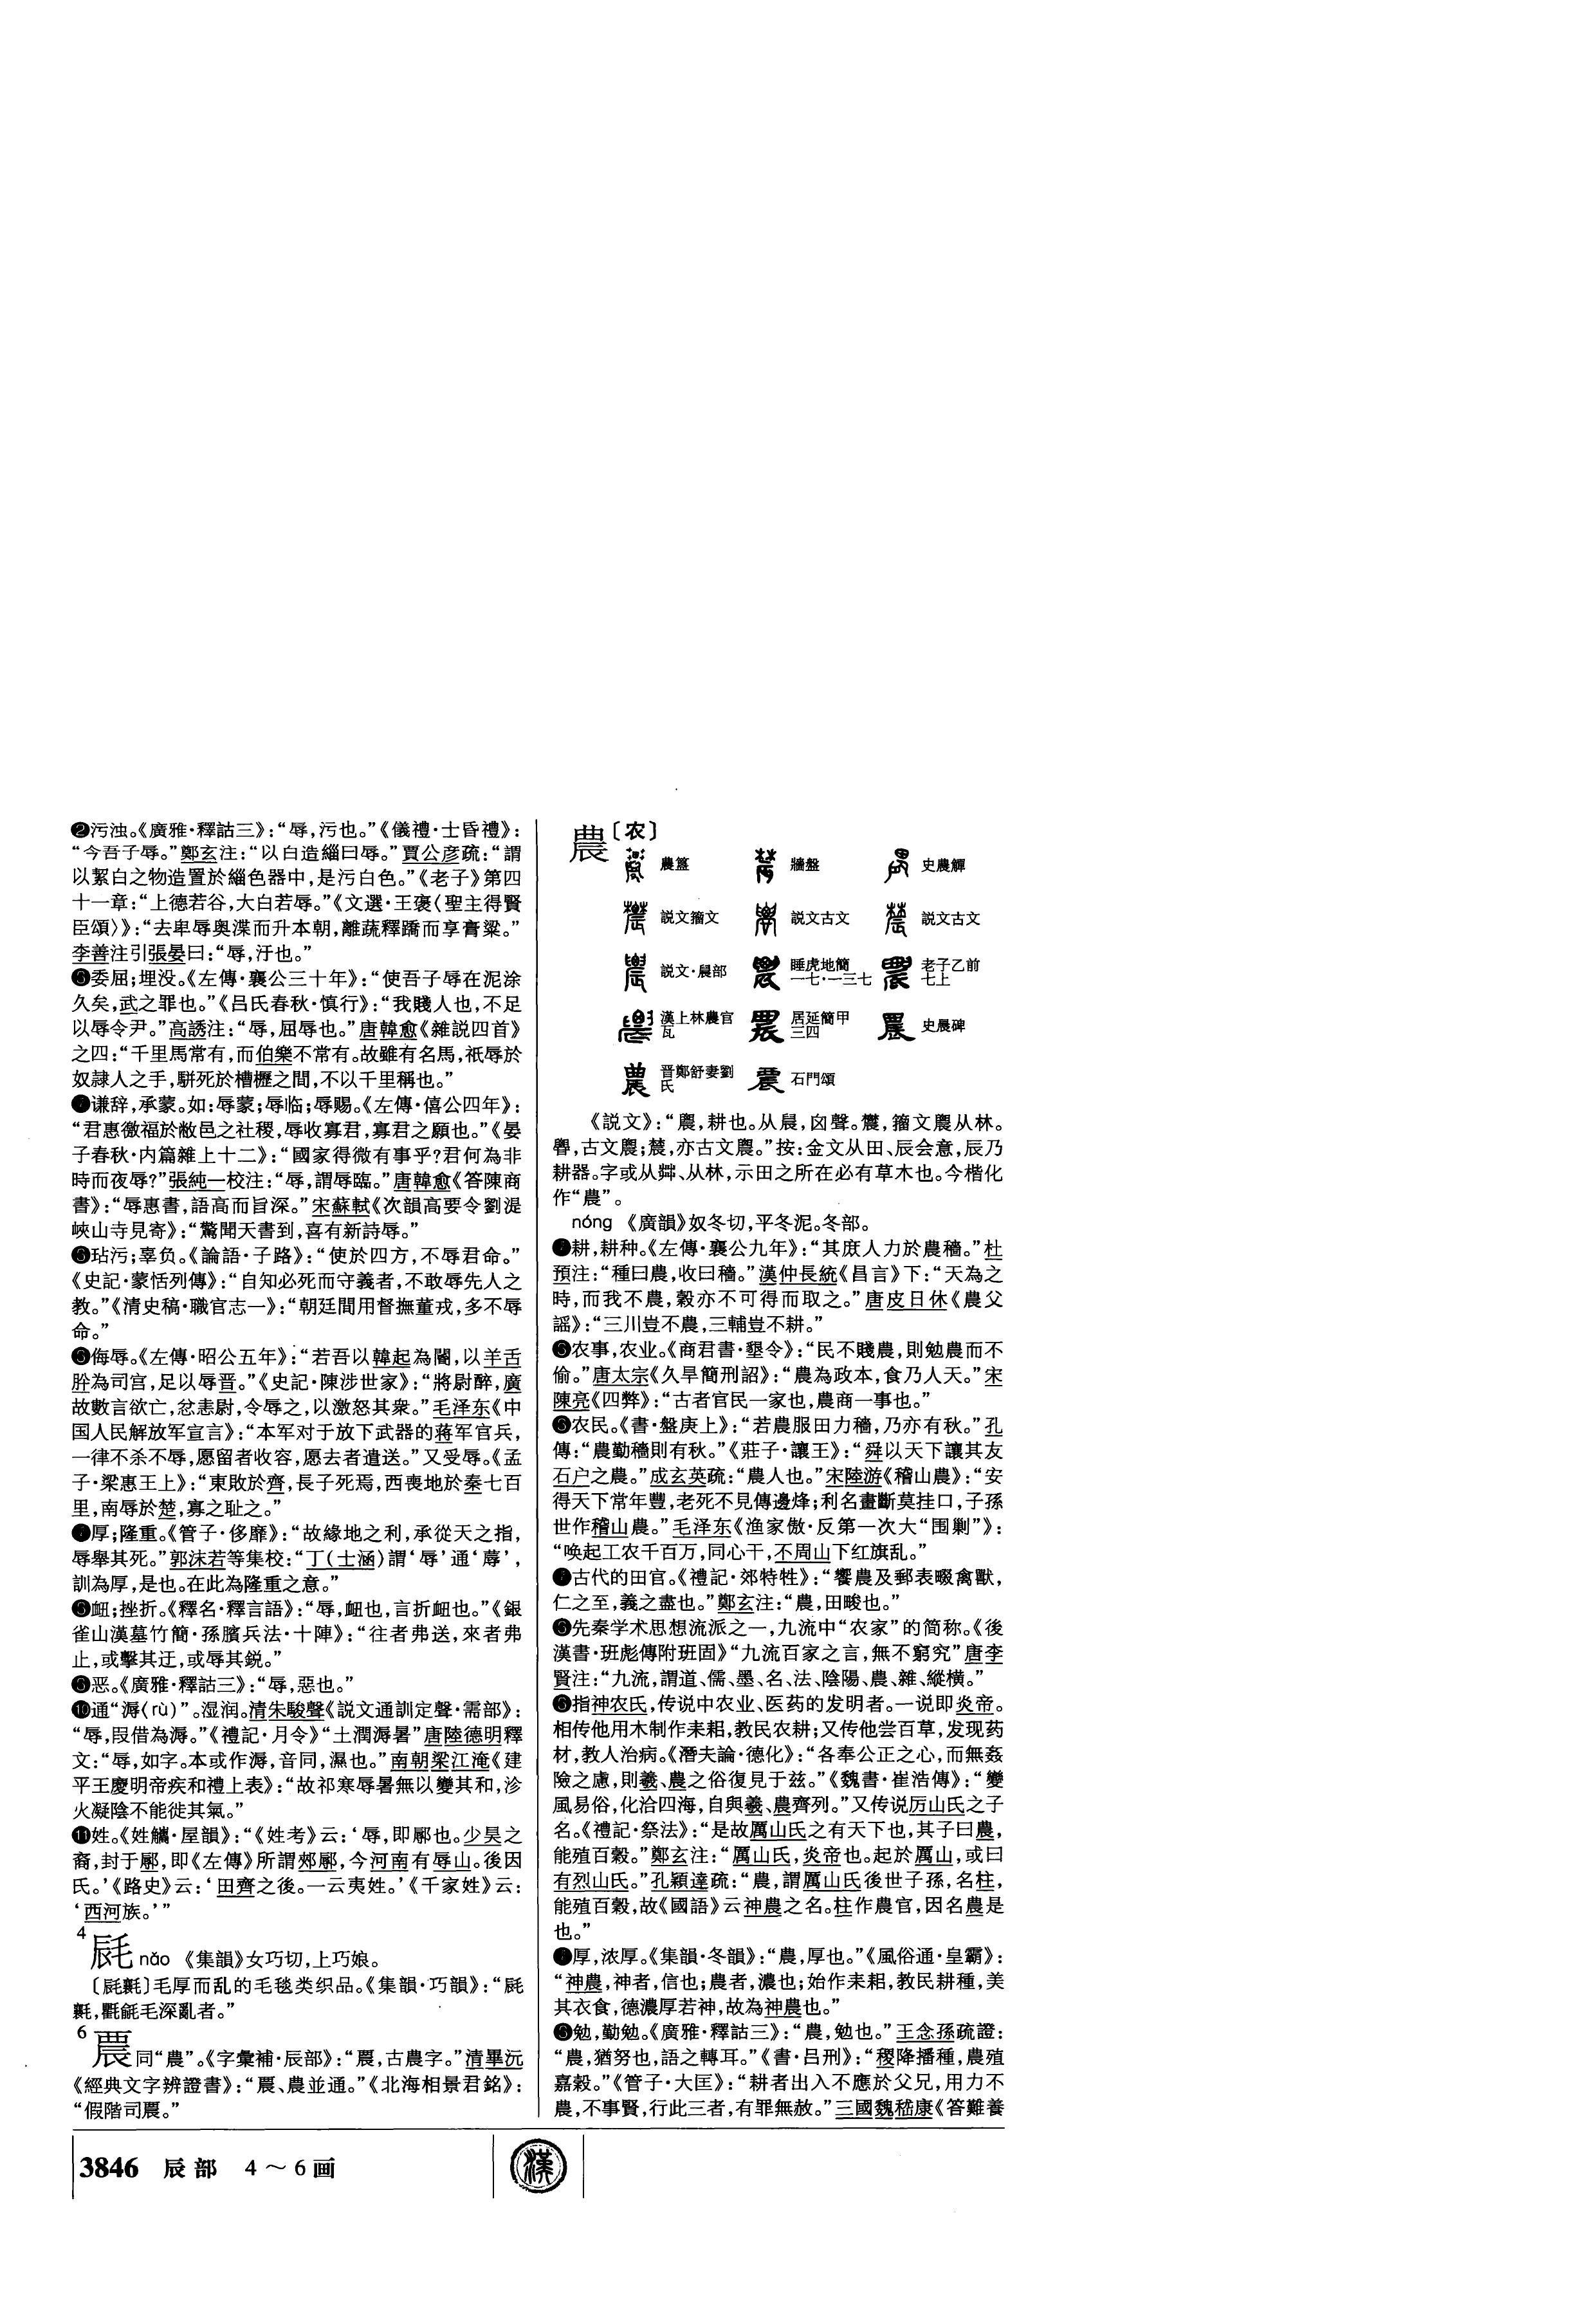 ❷污浊。《廣雅·釋詁三》：“辱，污也。”《儀禮·士昏禮》：
“今吾子辱。”鄭玄注：“以白造緇曰辱。”賈公彦疏：“謂
以絜白之物造置於緇色器中，是污白色。”《老子》第四
十一章：“上德若谷，大白若辱。”《文選·王褒〈聖主得賢
臣頌〉》：“去卑辱奥渫而升本朝，離蔬釋蹻而享膏粱。”
李善注引張晏曰：“辱，汙也。”
委屈；埋没。《左傳·襄公三十年》：“使吾子辱在泥涂
久矣，武之罪也。”《吕氏春秋·慎行》：“我賤人也，不足
以辱令尹。”高誘注：“辱，屈辱也。”唐韓愈《雜説四首》
之四：“千里馬常有，而伯樂不常有。故雖有名馬，祇辱於
奴隷人之手，駢死於槽櫪之間，不以千里稱也。”
谦辞，承蒙。如：辱蒙；辱临；辱赐。《左傳·僖公四年》：
“君惠徼福於敝邑之社稷，辱收寡君，寡君之願也。”《晏
子春秋·内篇雜上十二》：“國家得微有事乎？君何為非
時而夜辱？”張純一校注：“辱，謂辱臨。”唐韓愈《答陳商
書》：“辱惠書，語高而旨深。”宋蘇軾《次韻高要令劉湜
峽山寺見寄》：“驚聞天書到，喜有新詩辱。”
玷污；辜负。《論語·子路》：“使於四方，不辱君命。”
《史記·蒙恬列傳》：“自知必死而守義者，不敢辱先人之
教。”《清史稿·職官志一》：“朝廷間用督撫董戎，多不辱
命。”
侮辱。《左傳·昭公五年》：“若吾以韓起為閽，以羊舌
肸為司宫，足以辱晋。”《史記·陳涉世家》：“將尉醉，廣
故數言欲亡，忿恚尉，令辱之，以激怒其衆。”毛泽东《中
国人民解放军宣言》：“本军对于放下武器的蒋军官兵，
一律不杀不辱，愿留者收容，愿去者遣送。”又受辱。《孟
子·梁惠王上》：“東敗於齊，長子死焉，西喪地於秦七百
里，南辱於楚，寡之耻之。”
厚；隆重。《管子·侈靡》：“故緣地之利，承從天之指，
辱舉其死。”郭沫若等集校：“丁（士涵）謂‘辱’通‘蓐’，
訓為厚，是也。在此為隆重之意。”
衄；挫折。《釋名·釋言語》：“辱，衄也，言折衄也。”《銀
雀山漢墓竹簡·孫臏兵法·十陣》：“往者弗送，來者弗
止，或擊其迂，或辱其鋭。”
恶。《廣雅·釋詁三》：“辱，惡也。”
❿通“溽（rù）”。湿润。清朱駿聲《説文通訓定聲·需部》：
“辱，叚借為溽。”《禮記·月令》“土潤溽暑”唐陸德明釋
文：“辱，如字。本或作溽，音同，濕也。”南朝梁江淹《建
平王慶明帝疾和禮上表》：“故祁寒辱暑無以變其和，沴
火凝陰不能徙其氣。”
⓫姓。《姓觿·屋韻》：“《姓考》云：‘辱，即鄏也。少昊之
裔，封于鄏，即《左傳》所謂郟鄏，今河南有辱山。後因
氏。’《路史》云：‘田齊之後。一云夷姓。’《千家姓》云：
‘西河族。’”
4
nǎo 《集韻》女巧切，上巧娘。
毛厚而乱的毛毯类织品。《集韻·巧韻》：“
毛深亂者。”
6
同“農”。《字彙補·辰部》：“䢉，古農字。”清畢沅
《經典文字辨證書》：“䢉、農並通。”《北海相景君銘》：
“假階司䢉。”
農〔农〕
農簋 牆盤 史農觶
説文籀文 説文古文 説文古文
説文·䢅部 睡虎地簡一七·一三七 老子乙前七上
漢上林農官瓦 居延簡甲三四 史晨碑
晋鄭舒妻劉氏 石門頌
《説文》：“䢉，耕也。从䢅，囟聲。䢉，籀文䢉从林。
，古文䢉；，亦古文䢉。”按：金文从田、辰会意，辰乃
耕器。字或从茻、从林，示田之所在必有草木也。今楷化
作“農”。
nóng 《廣韻》奴冬切，平冬泥。冬部。
耕，耕种。《左傳·襄公九年》：“其庶人力於農穡。”杜
預注：“種曰農，收曰穡。”漢仲長統《昌言》下：“天為之
時，而我不農，穀亦不可得而取之。”唐皮日休《農父
謡》：“三川豈不農，三輔豈不耕。”
农事，农业。《商君書·墾令》：“民不賤農，則勉農而不
偷。”唐太宗《久旱簡刑詔》：“農為政本，食乃人天。”宋
陳亮《四弊》：“古者官民一家也，農商一事也。”
农民。《書·盤庚上》：“若農服田力穡，乃亦有秋。”孔
傳：“農勤穡則有秋。”《莊子·讓王》：“舜以天下讓其友
石户之農。”成玄英疏：“農人也。”宋陸游《稽山農》：“安
得天下常年豐，老死不見傳邊烽；利名畫斷莫挂口，子孫
世作稽山農。”毛泽东《渔家傲·反第一次大“围剿”》：
“唤起工农千百万，同心干，不周山下红旗乱。”
古代的田官。《禮記·郊特牲》：“饗農及郵表畷禽獸，
仁之至，義之盡也。”鄭玄注：“農，田畯也。”
先秦学术思想流派之一，九流中“农家”的简称。《後
漢書·班彪傳附班固》“九流百家之言，無不窮究”唐李
賢注：“九流，謂道、儒、墨、名、法、陰陽、農、雜、縱横。”
指神农氏，传说中农业、医药的发明者。一说即炎帝。
相传他用木制作耒耜，教民农耕；又传他尝百草，发现药
材，教人治病。《潛夫論·德化》：“各奉公正之心，而無姦
險之慮，則羲、農之俗復見于兹。”《魏書·崔浩傳》：“變
風易俗，化洽四海，自與羲、農齊列。”又传说厉山氏之子
名。《禮記·祭法》：“是故厲山氏之有天下也，其子曰農，
能殖百穀。”鄭玄注：“厲山氏，炎帝也。起於厲山，或曰
有烈山氏。”孔穎達疏：“農，謂厲山氏後世子孫，名柱，
能殖百穀，故《國語》云神農之名。柱作農官，因名農是
也。”
厚，浓厚。《集韻·冬韻》：“農，厚也。”《風俗通·皇霸》：
“神農，神者，信也；農者，濃也；始作耒耜，教民耕種，美
其衣食，德濃厚若神，故為神農也。”
勉，勤勉。《廣雅·釋詁三》：“農，勉也。”王念孫疏證：
“農，猶努也，語之轉耳。”《書·吕刑》：“稷降播種，農殖
嘉穀。”《管子·大匡》：“耕者出入不應於父兄，用力不
農，不事賢，行此三者，有罪無赦。”三國魏嵇康《答難養
3846 辰部 4～6画
漢